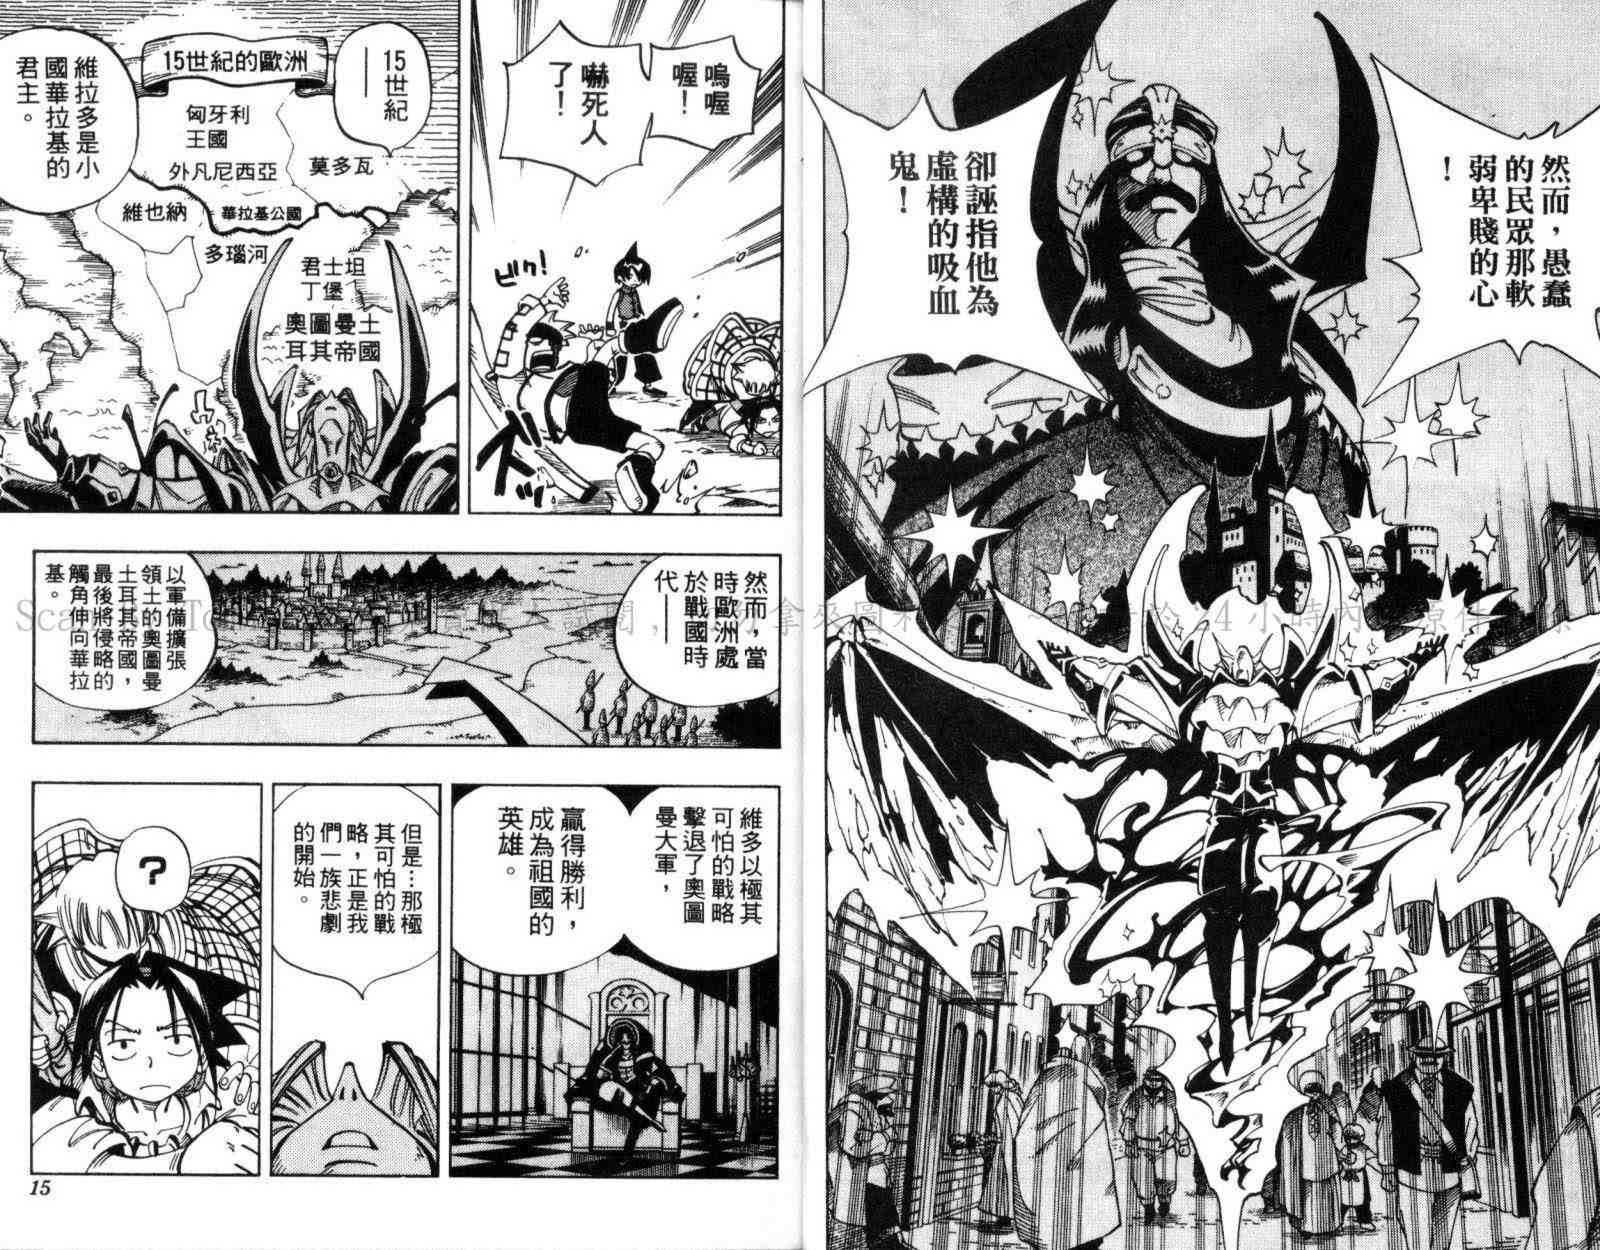 然而，愚蠢
的民眾那軟
弱卑賤的心
！
卻誣指他為
虛構的吸血
鬼！
嗚喔
喔！
嚇死人
了！
ビク！
15世紀
——
15世紀的歐洲
匈牙利
王國
外凡尼西亞
莫多瓦
維也納
華拉基公國
多瑙河
君士坦
丁堡
奧圖曼土
耳其帝國
維拉多是小
國華拉基的
君主。
然而，當
時歐洲處
於戰國時
代——
以軍備擴張
領土的奧圖曼
土耳其帝國，
最後將侵略的
觸角伸向華拉
基。
維多以極其
可怕的戰略
擊退了奧圖
曼大軍，
贏得勝利，
成為祖國的
英雄。
但是…那極
其可怕的戰
略，正是我
們一族悲劇
的開始。
？
15